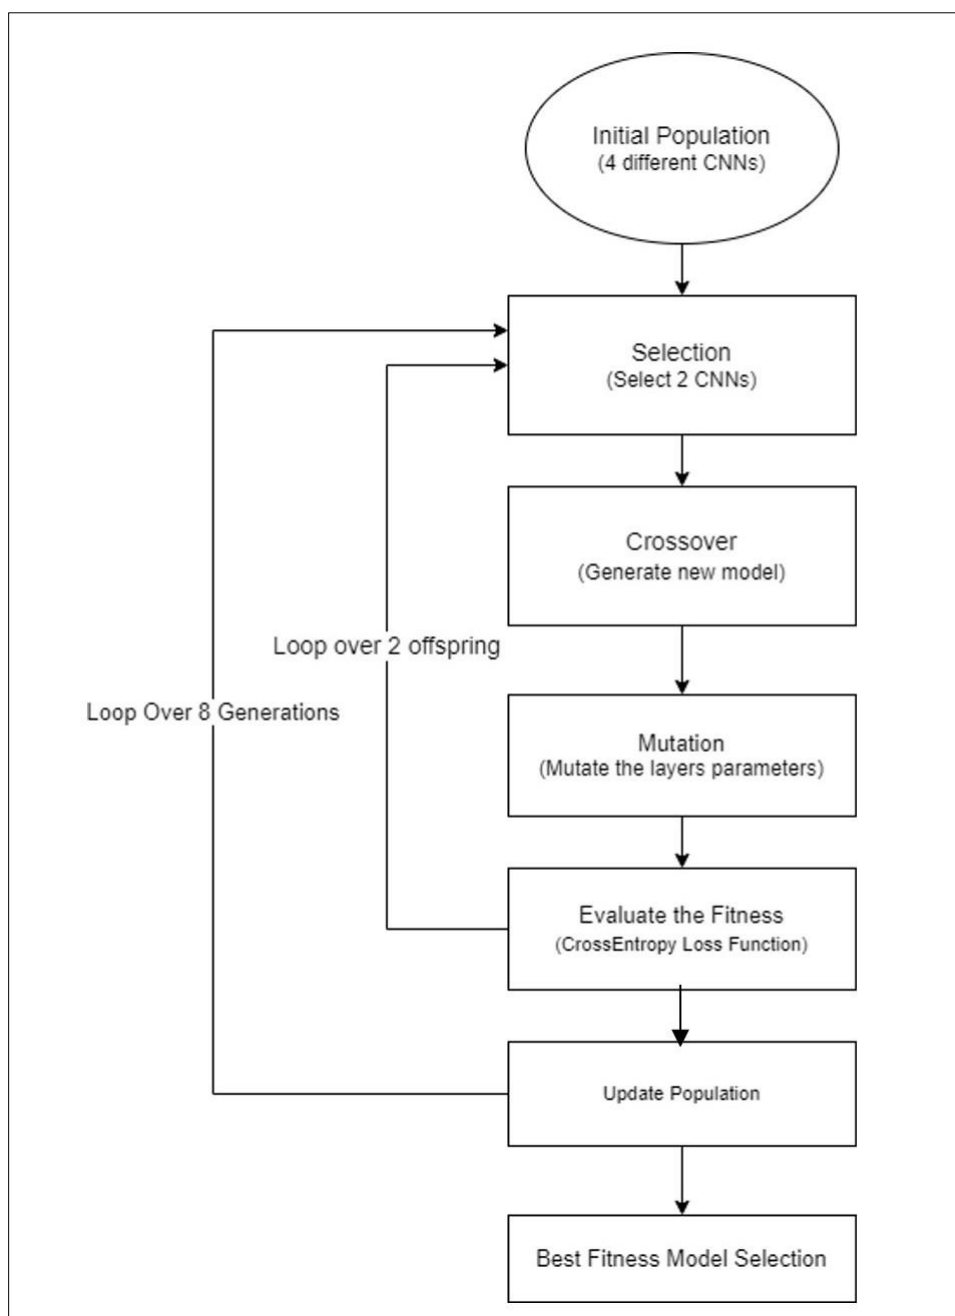 Initial Population
(4 different CNNs)
Selection
(Select 2 CNNs)
Crossover
(Generate new model)
Loop over 2 offspring
Loop Over 8 Generations
Mutation
(Mutate the layers parameters)
Evaluate the Fitness
(CrossEntropy Loss Function)
Update Population
Best Fitness Model Selection